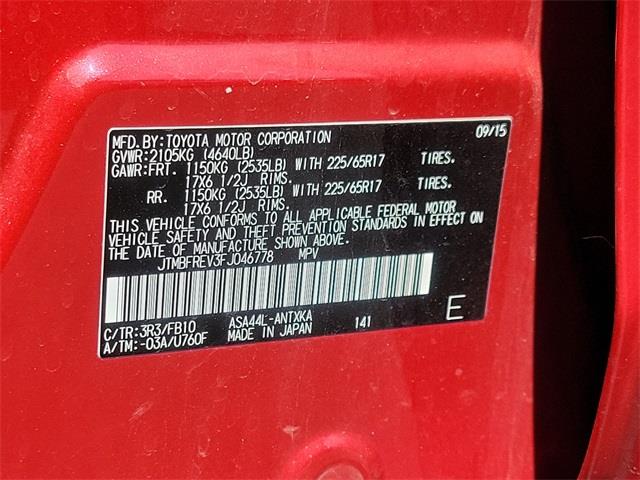 MFD. BY: TOYOTA MOTOR CORPORATION 09/15
GVWR: 2105KG (4640LB)
GAWR: FRT. 1150KG (2535LB) WITH 225/65R17 TIRES.
17X6 1/2J RIMS.
RR. 1150KG (2535LB) WITH 225/65R17 TIRES.
17X6 1/2J RIMS.
THIS VEHICLE CONFORMS TO ALL APPLICABLE FEDERAL MOTOR
VEHICLE SAFETY AND THEFT PREVENTION STANDARDS IN EFFECT ON
THE DATE OF MANUFACTURE SHOWN ABOVE.
JTMBFREV3FJ046778 MPV
C/TR: 3R3/FB10 ASA44L-ANTXKA 141 E
A/TM: -03A/U760F MADE IN JAPAN